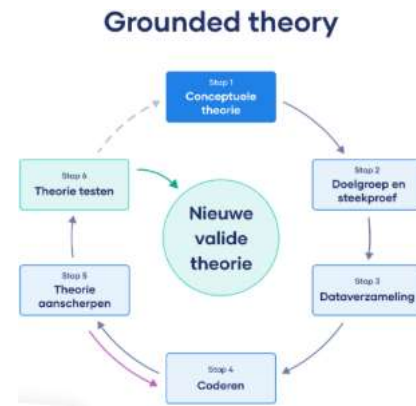 Grounded theory
Stap 1
Conceptuele
theorie
Stap 2
Doelgroep en
steekproef
Stap 3
Dataverzameling
Stap 4
Coderen
Stap 5
Theorie
aanscherpen
Stap 6
Theorie testen
Nieuwe
valide
theorie